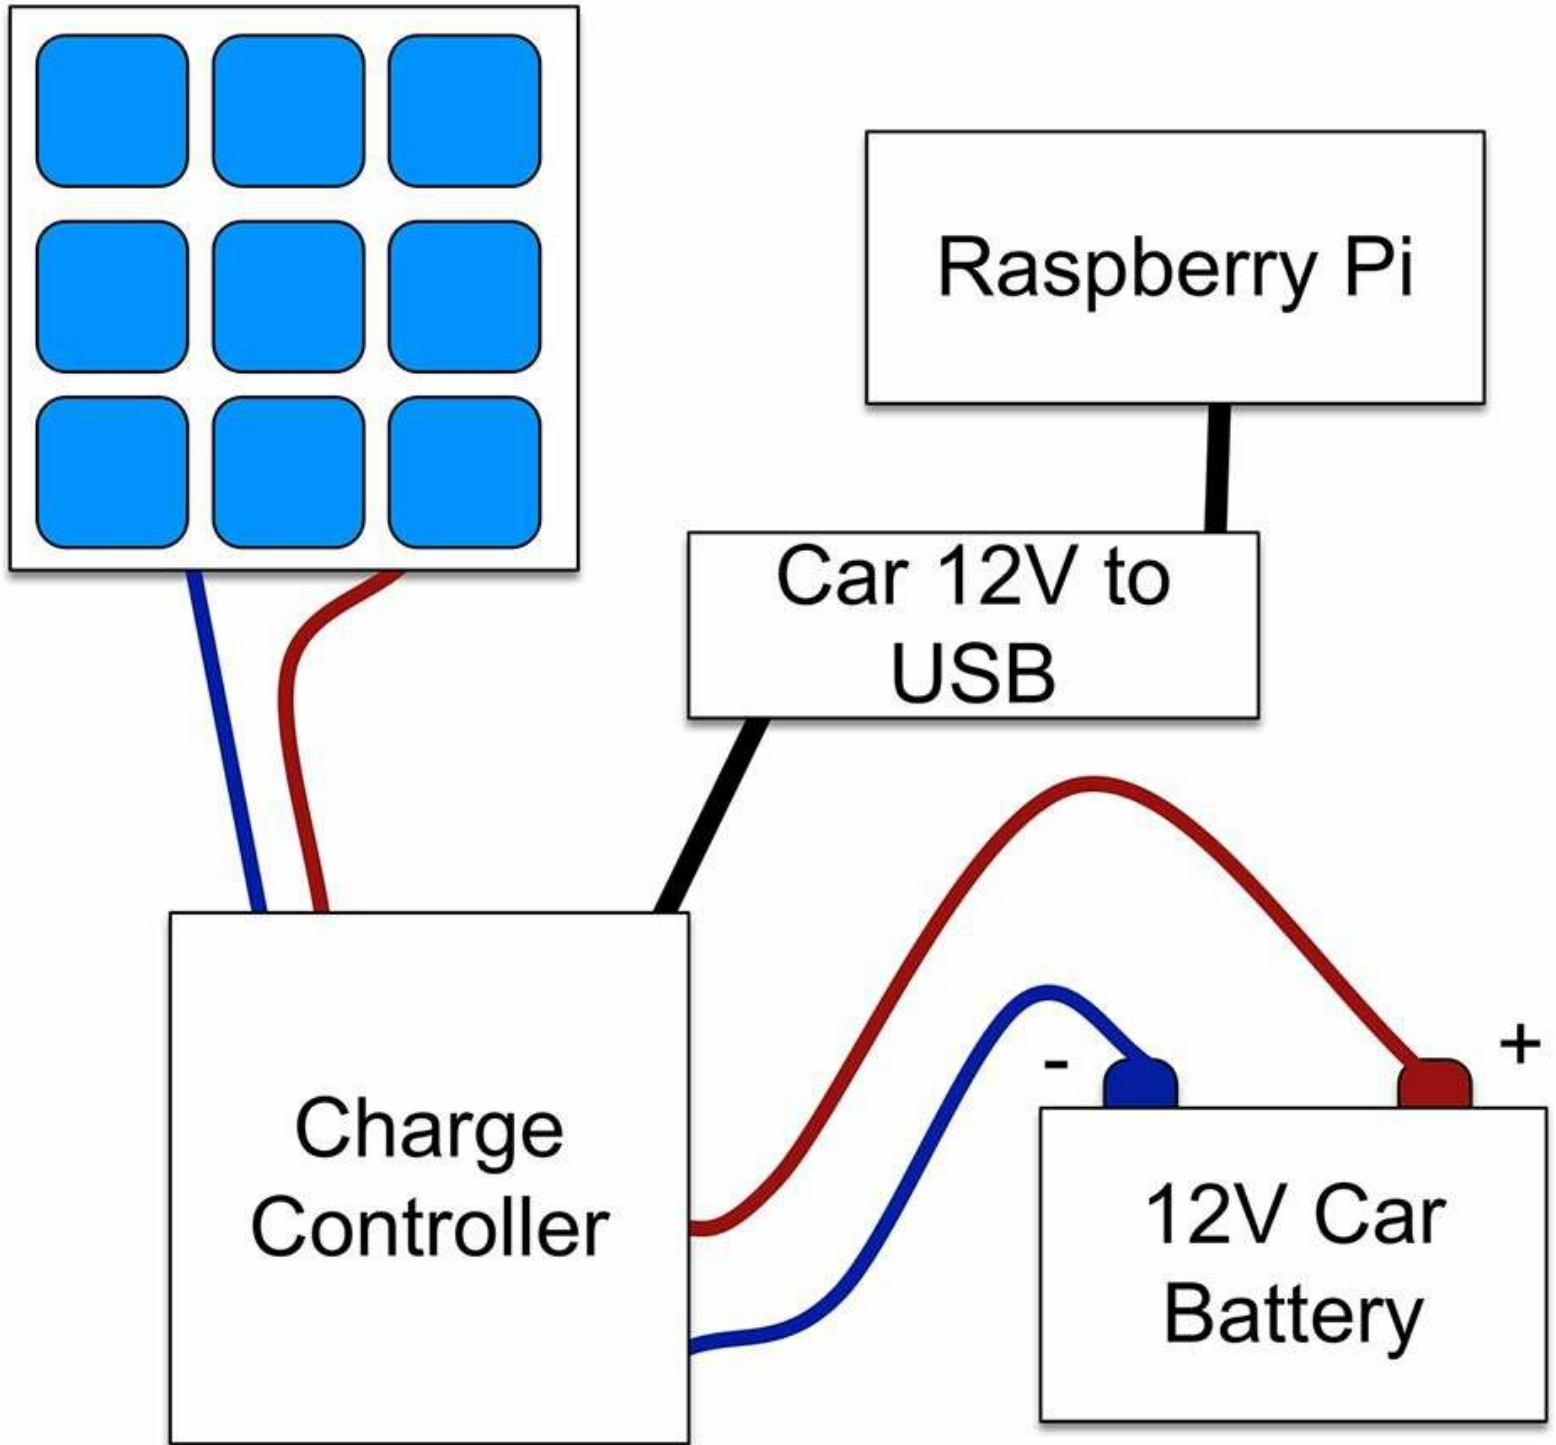 Raspberry Pi
Car 12V to
USB
Charge
Controller
- +
12V Car
Battery